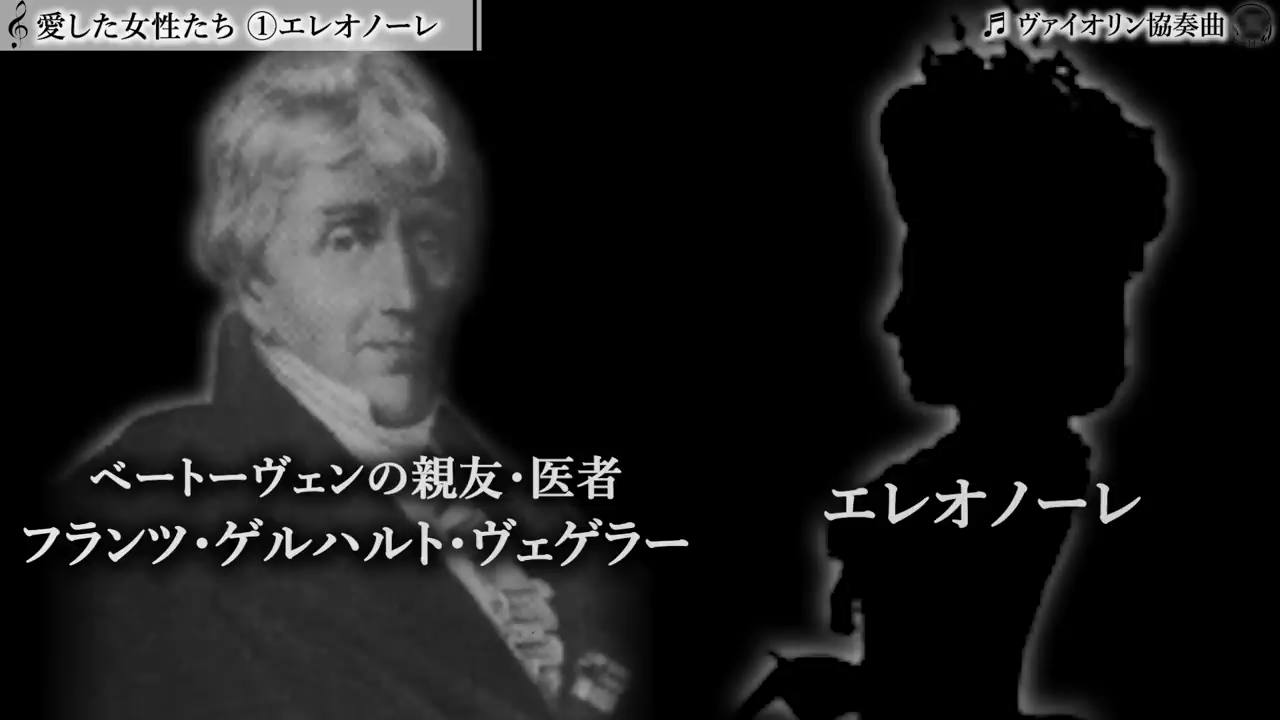 愛した女性たち ①エレオノーレ
♬ ヴァイオリン協奏曲
ベートーヴェンの親友・医者
フランツ・ゲルハルト・ヴェゲラー
エレオノーレ